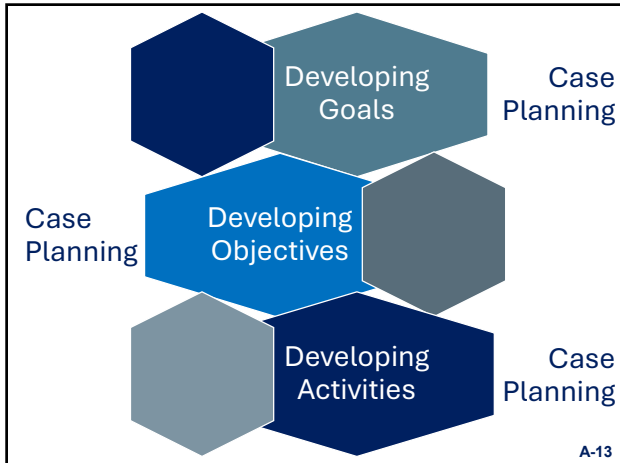 Developing
Goals
Case
Planning
Case
Planning
Developing
Objectives
Developing
Activities
Case
Planning
A-13